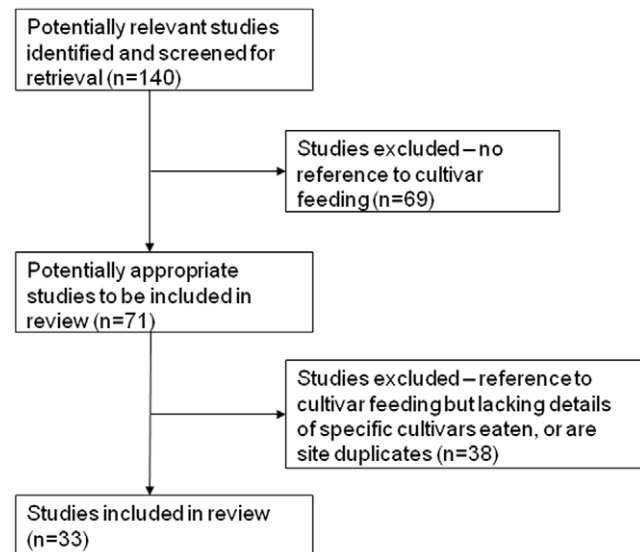 Potentially relevant studies
identified and screened for
retrieval (n=140)
Studies excluded – no
reference to cultivar
feeding (n=69)
Potentially appropriate
studies to be included in
review (n=71)
Studies excluded – reference to
cultivar feeding but lacking details
of specific cultivars eaten, or are
site duplicates (n=38)
Studies included in review
(n=33)